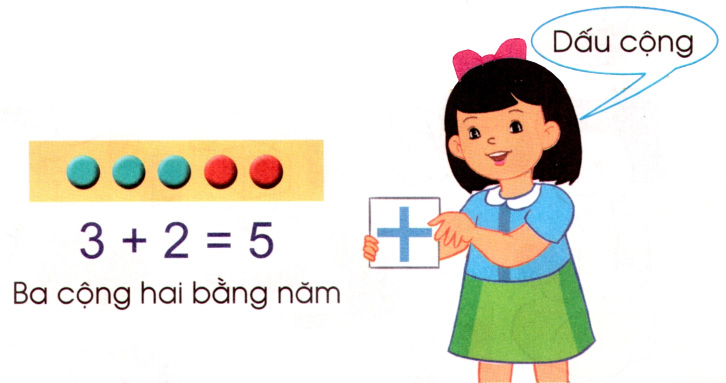 Dấu cộng
3 + 2 = 5
Ba cộng hai bằng năm
+